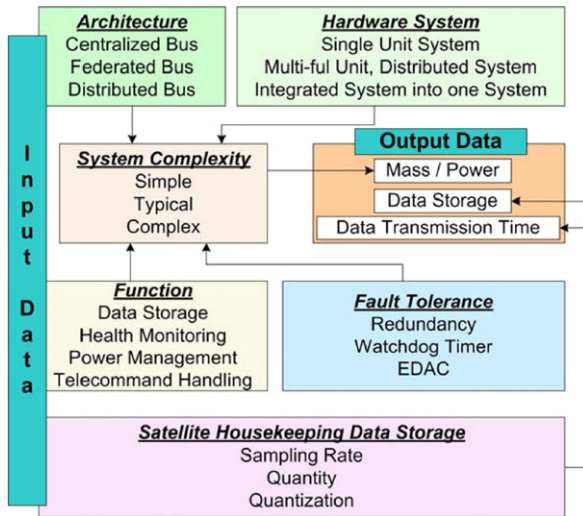 Architecture
Centralized Bus
Federated Bus
Distributed Bus
Hardware System
Single Unit System
Multi-ful Unit, Distributed System
Integrated System into one System
Input Data
System Complexity
Simple
Typical
Complex
Output Data
Mass / Power
Data Storage
Data Transmission Time
Function
Data Storage
Health Monitoring
Power Management
Telecommand Handling
Fault Tolerance
Redundancy
Watchdog Timer
EDAC
Satellite Housekeeping Data Storage
Sampling Rate
Quantity
Quantization